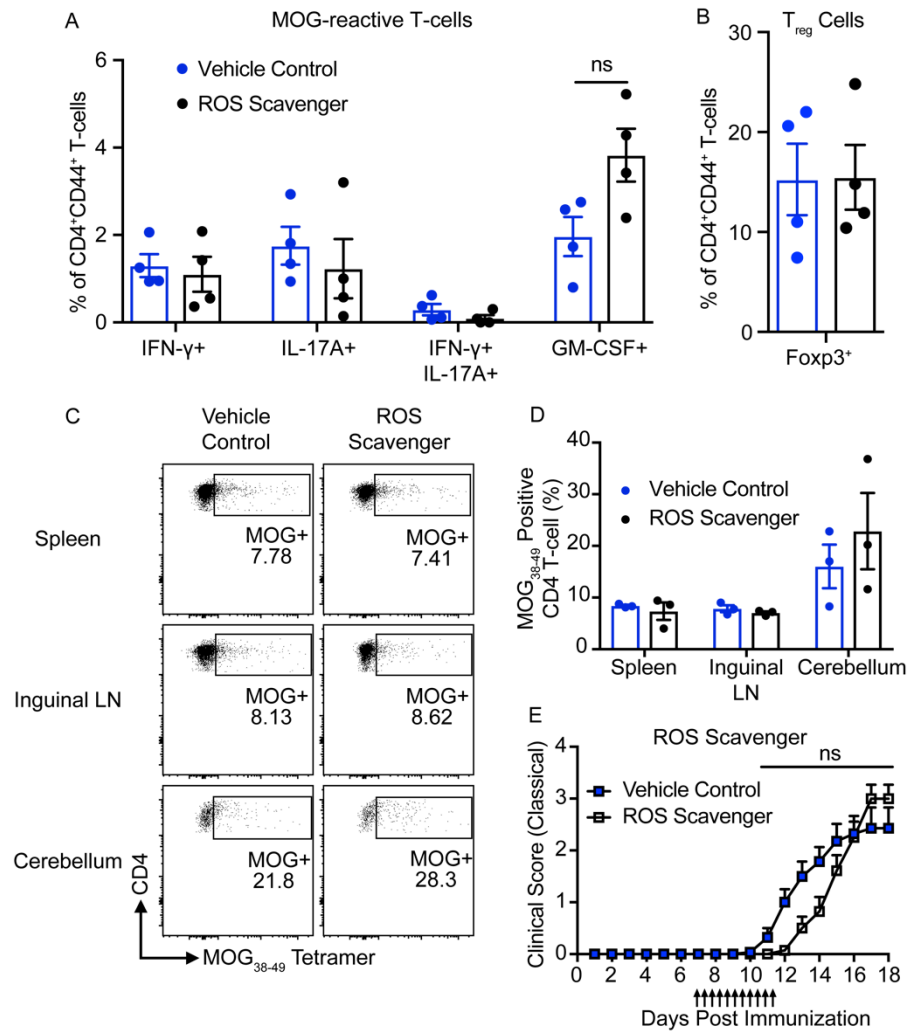 A
MOG-reactive T-cells
% of CD4+CD44+ T-cells
6
4
2
0
Vehicle Control
ROS Scavenger
ns
IFN-γ+
IL-17A+
IFN-γ+
IL-17A+
GM-CSF+
B
Treg Cells
% of CD4+CD44+ T-cells
30
20
10
0
Foxp3+
C
Vehicle
Control
ROS
Scavenger
Spleen
MOG+
7.78
MOG+
7.41
Inguinal LN
MOG+
8.13
MOG+
8.62
Cerebellum
MOG+
21.8
MOG+
28.3
CD4
MOG38-49 Tetramer
D
MOG38-49 Positive
CD4 T-cell (%)
40
30
20
10
0
Vehicle Control
ROS Scavenger
Spleen
Inguinal
LN
Cerebellum
E
ROS Scavenger
ns
Clinical Score (Classical)
4
3
2
1
0
Vehicle Control
ROS Scavenger
0 2 4 6 8 10 12 14 16 18
Days Post Immunization